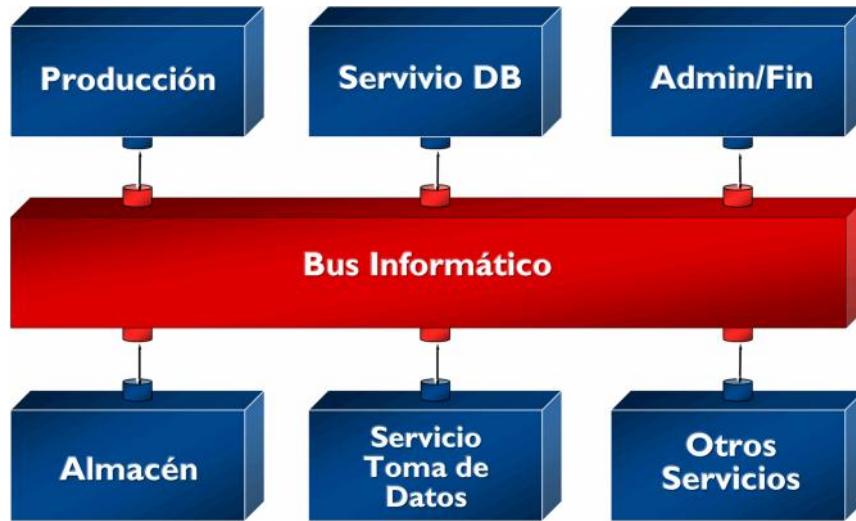 Producción
Servivio DB
Admin/Fin
Bus Informático
Almacén
Servicio
Toma de
Datos
Otros
Servicios